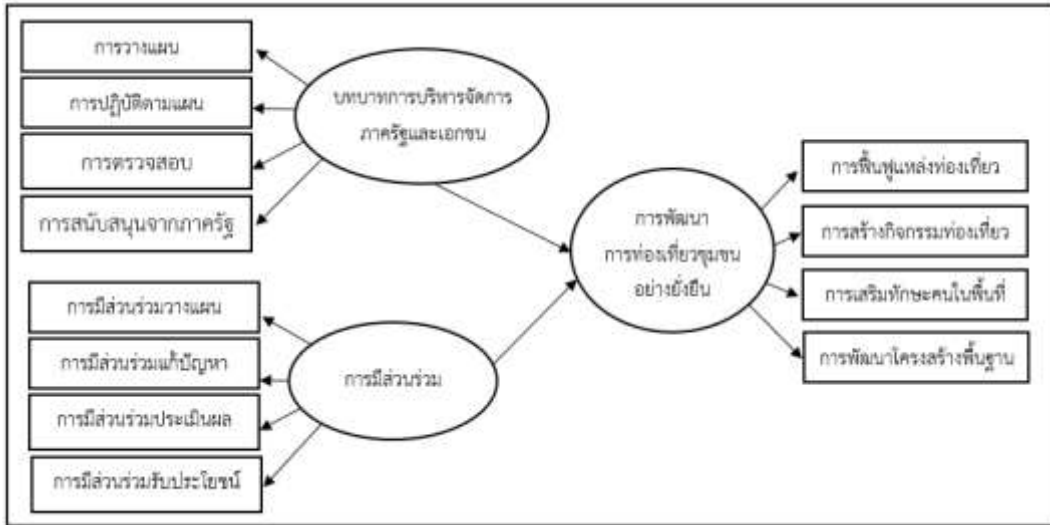 การวางแผน
การปฏิบัติตามแผน
การตรวจสอบ
การสนับสนุนจากภาครัฐ
บทบาทการบริหารจัดการ
ภาครัฐและเอกชน
การมีส่วนร่วมวางแผน
การมีส่วนร่วมแก้ปัญหา
การมีส่วนร่วมประเมินผล
การมีส่วนร่วมรับประโยชน์
การมีส่วนร่วม
การพัฒนา
การท่องเที่ยวชุมชน
อย่างยั่งยืน
การฟื้นฟูแหล่งท่องเที่ยว
การสร้างกิจกรรมท่องเที่ยว
การเสริมทักษะคนในพื้นที่
การพัฒนาโครงสร้างพื้นฐาน